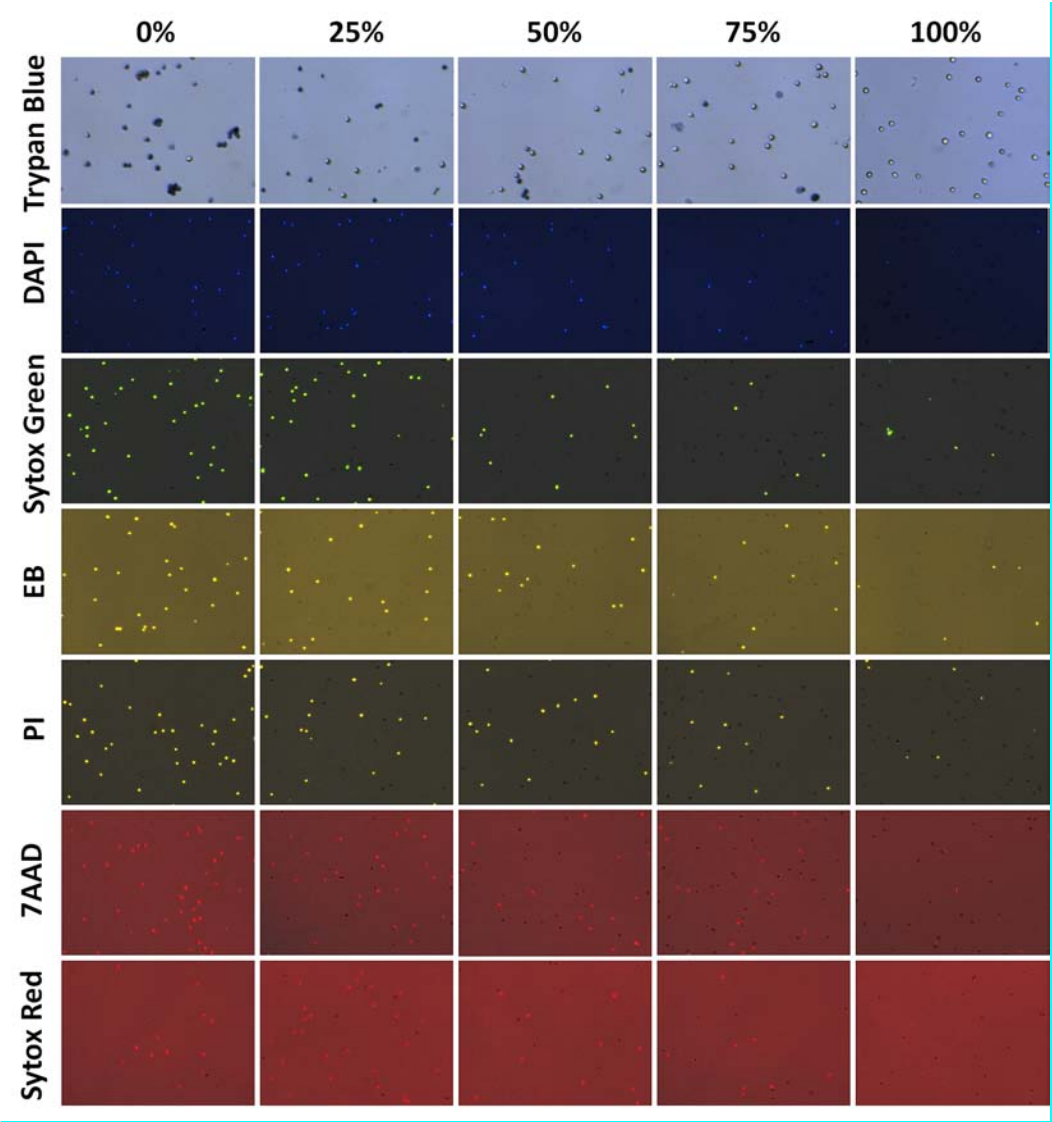 0% 25% 50% 75% 100%
Trypan Blue
DAPI
Sytox Green
EB
PI
7AAD
Sytox Red